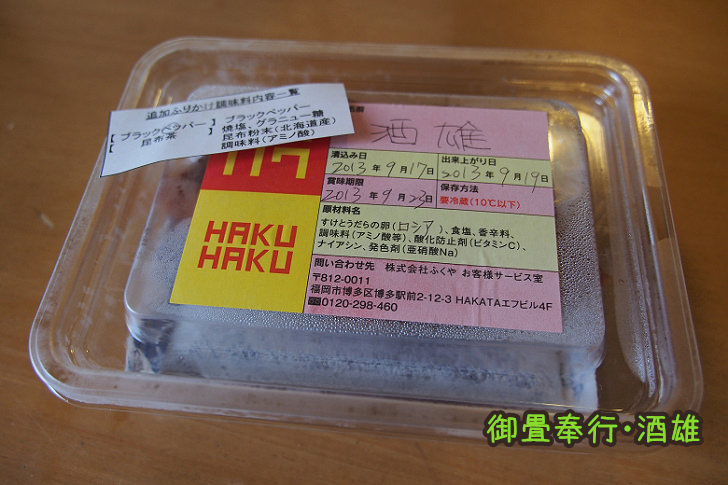 追加ふりかけ調味料内容一覧
【ブラックペッパー】ブラックペッパー
【昆布茶】焼塩、グラニュー糖
昆布粉末(北海道産)
調味料(アミノ酸)
酒雄
漬込み日
2013年9月17日
出来上がり日
2013年9月19日
賞味期限
2013年9月23日
保存方法
要冷蔵(10℃以下)
原材料名
すけとうだらの卵(ロシア)、食塩、香辛料、
調味料(アミノ酸等)、酸化防止剤(ビタミンC)、
ナイアシン、発色剤(亜硝酸Na)
問い合わせ先 株式会社ふくや お客様サービス室
〒812-0011
福岡市博多区博多駅前2-12-3 HAKATAエフビル4F
0120-298-460
HAKU
HAKU
御畳奉行・酒雄